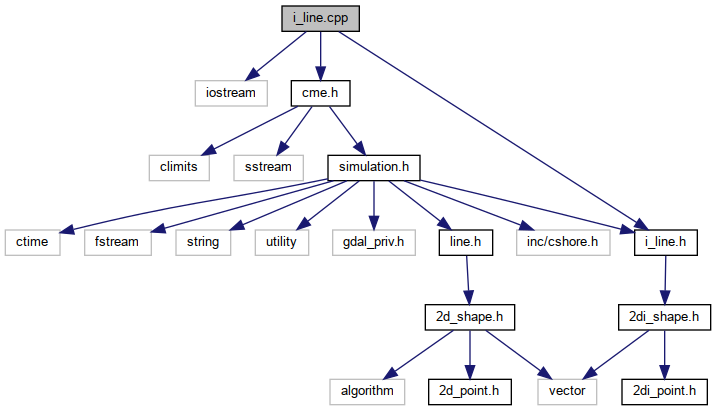 i_line.cpp
iostream
cme.h
climits
sstream
simulation.h
ctime
fstream
string
utility
gdal_priv.h
line.h
inc/cshore.h
i_line.h
2d_shape.h
2di_shape.h
algorithm
2d_point.h
vector
2di_point.h